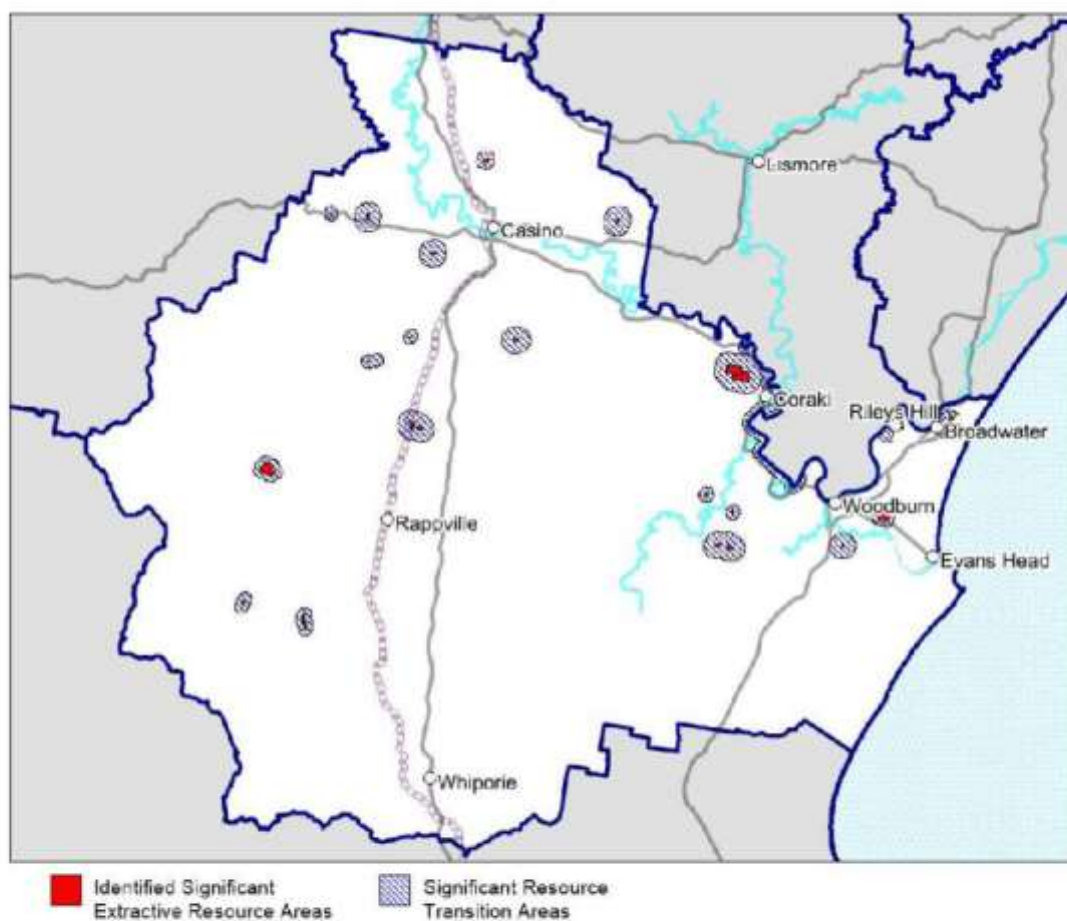 Lismore
Casino
Coraki
Rileys Hill
Broadwater
Woodburn
Rappville
Evans Head
Whiporie
Identified Significant
Extractive Resource Areas
Significant Resource
Transition Areas